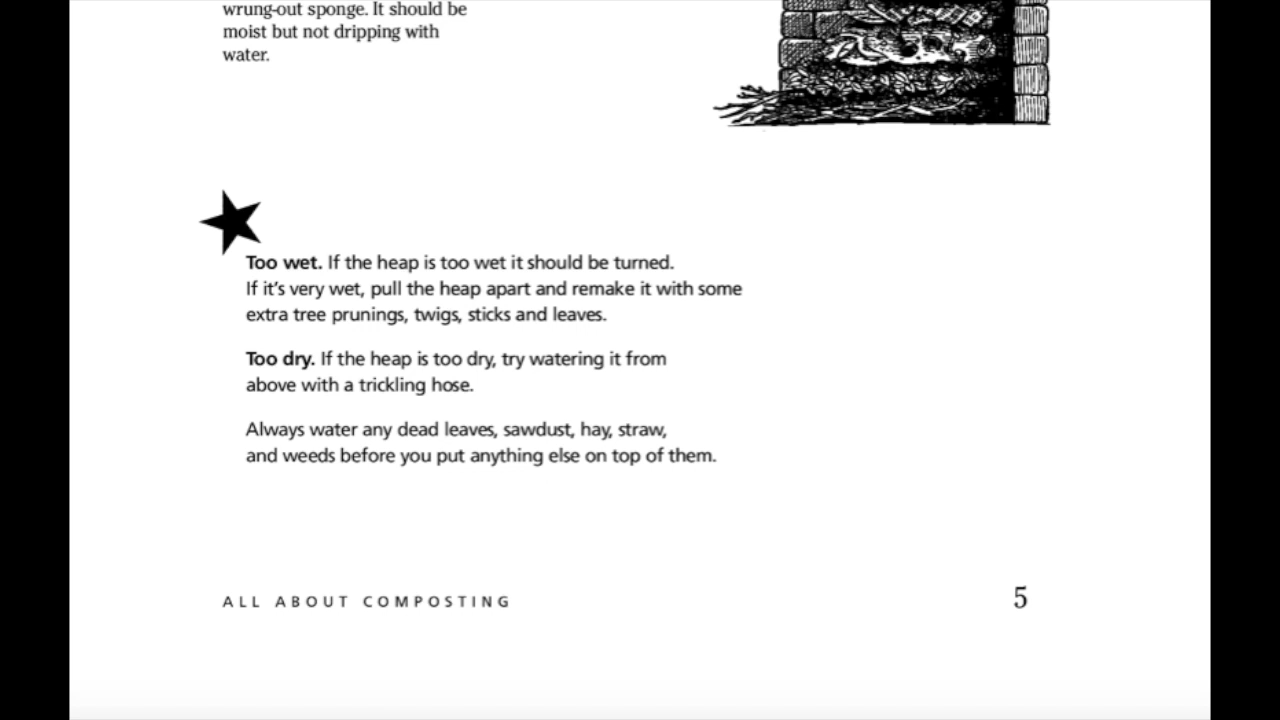 wrung-out sponge. It should be
moist but not dripping with
water.
Too wet. If the heap is too wet it should be turned.
If it's very wet, pull the heap apart and remake it with some
extra tree prunings, twigs, sticks and leaves.
Too dry. If the heap is too dry, try watering it from
above with a trickling hose.
Always water any dead leaves, sawdust, hay, straw,
and weeds before you put anything else on top of them.
ALL ABOUT COMPOSTING
5